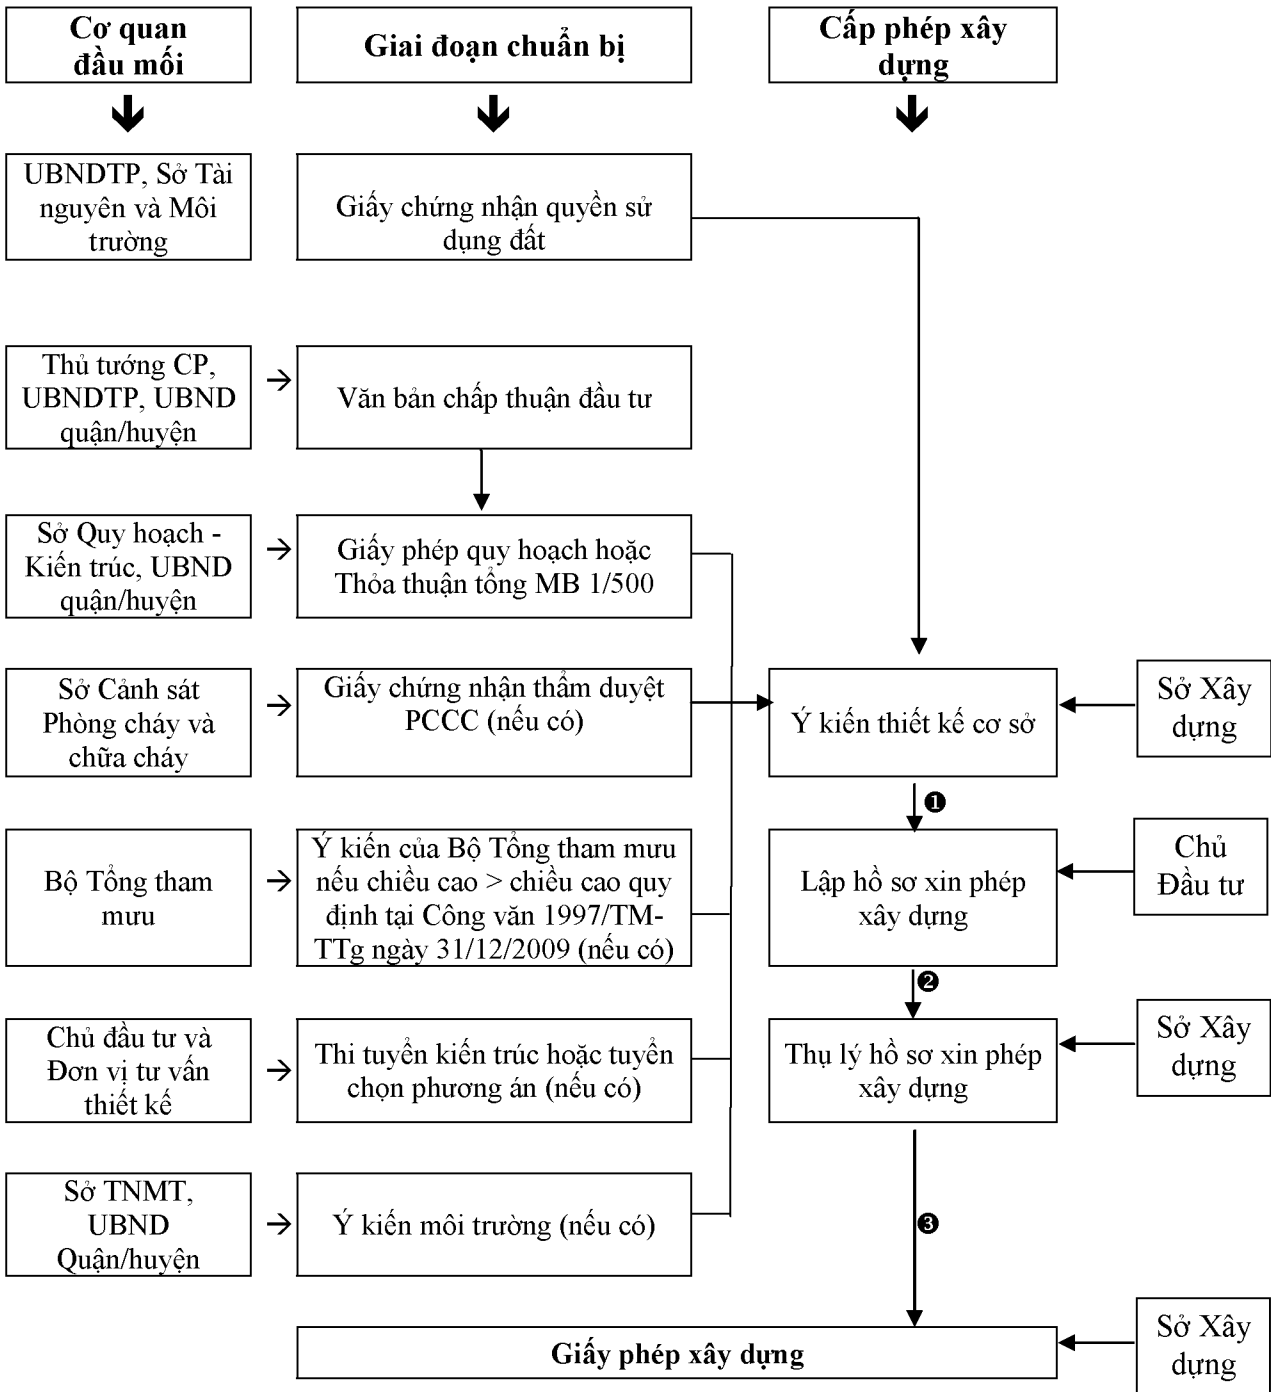 Cơ quan
đầu mối
Giai đoạn chuẩn bị
Cấp phép xây
dựng
UBNDTP, Sở Tài
nguyên và Môi
trường
Giấy chứng nhận quyền sử
dụng đất
Thủ tướng CP,
UBNDTP, UBND
quận/huyện
Văn bản chấp thuận đầu tư
Sở Quy hoạch -
Kiến trúc, UBND
quận/huyện
Giấy phép quy hoạch hoặc
Thỏa thuận tổng MB 1/500
Sở Cảnh sát
Phòng cháy và
chữa cháy
Giấy chứng nhận thẩm duyệt
PCCC (nếu có)
Ý kiến thiết kế cơ sở
Sở Xây
dựng
❶
Bộ Tổng tham
mưu
Ý kiến của Bộ Tổng tham mưu
nếu chiều cao > chiều cao quy
định tại Công văn 1997/TM-
TTg ngày 31/12/2009 (nếu có)
Lập hồ sơ xin phép
xây dựng
Chủ
Đầu tư
❷
Chủ đầu tư và
Đơn vị tư vấn
thiết kế
Thi tuyển kiến trúc hoặc tuyển
chọn phương án (nếu có)
Thụ lý hồ sơ xin phép
xây dựng
Sở Xây
dựng
Sở TNMT,
UBND
Quận/huyện
Ý kiến môi trường (nếu có)
❸
Giấy phép xây dựng
Sở Xây
dựng